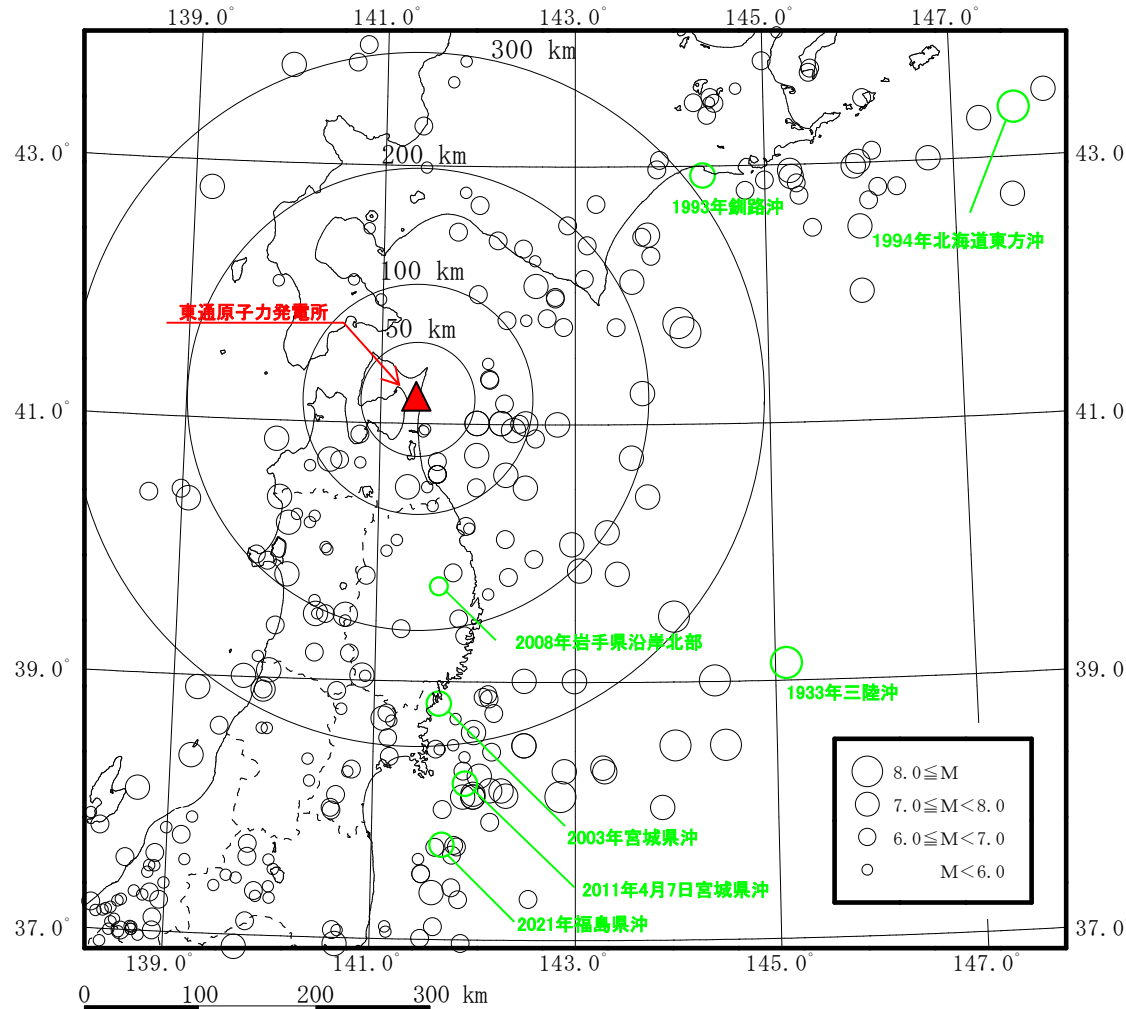 139.0° 141.0° 143.0° 145.0° 147.0°
300 km
43.0° 200 km 43.0°
1993年釧路沖
1994年北海道東方沖
100 km
東通原子力発電所
50 km
41.0° 41.0°
2008年岩手県沿岸北部
39.0° 39.0°
1933年三陸沖
8.0≦M
7.0≦M<8.0
6.0≦M<7.0
M<6.0
2003年宮城県沖
2011年4月7日宮城県沖
2021年福島県沖
37.0° 37.0°
139.0° 141.0° 143.0° 145.0° 147.0°
0 100 200 300 km